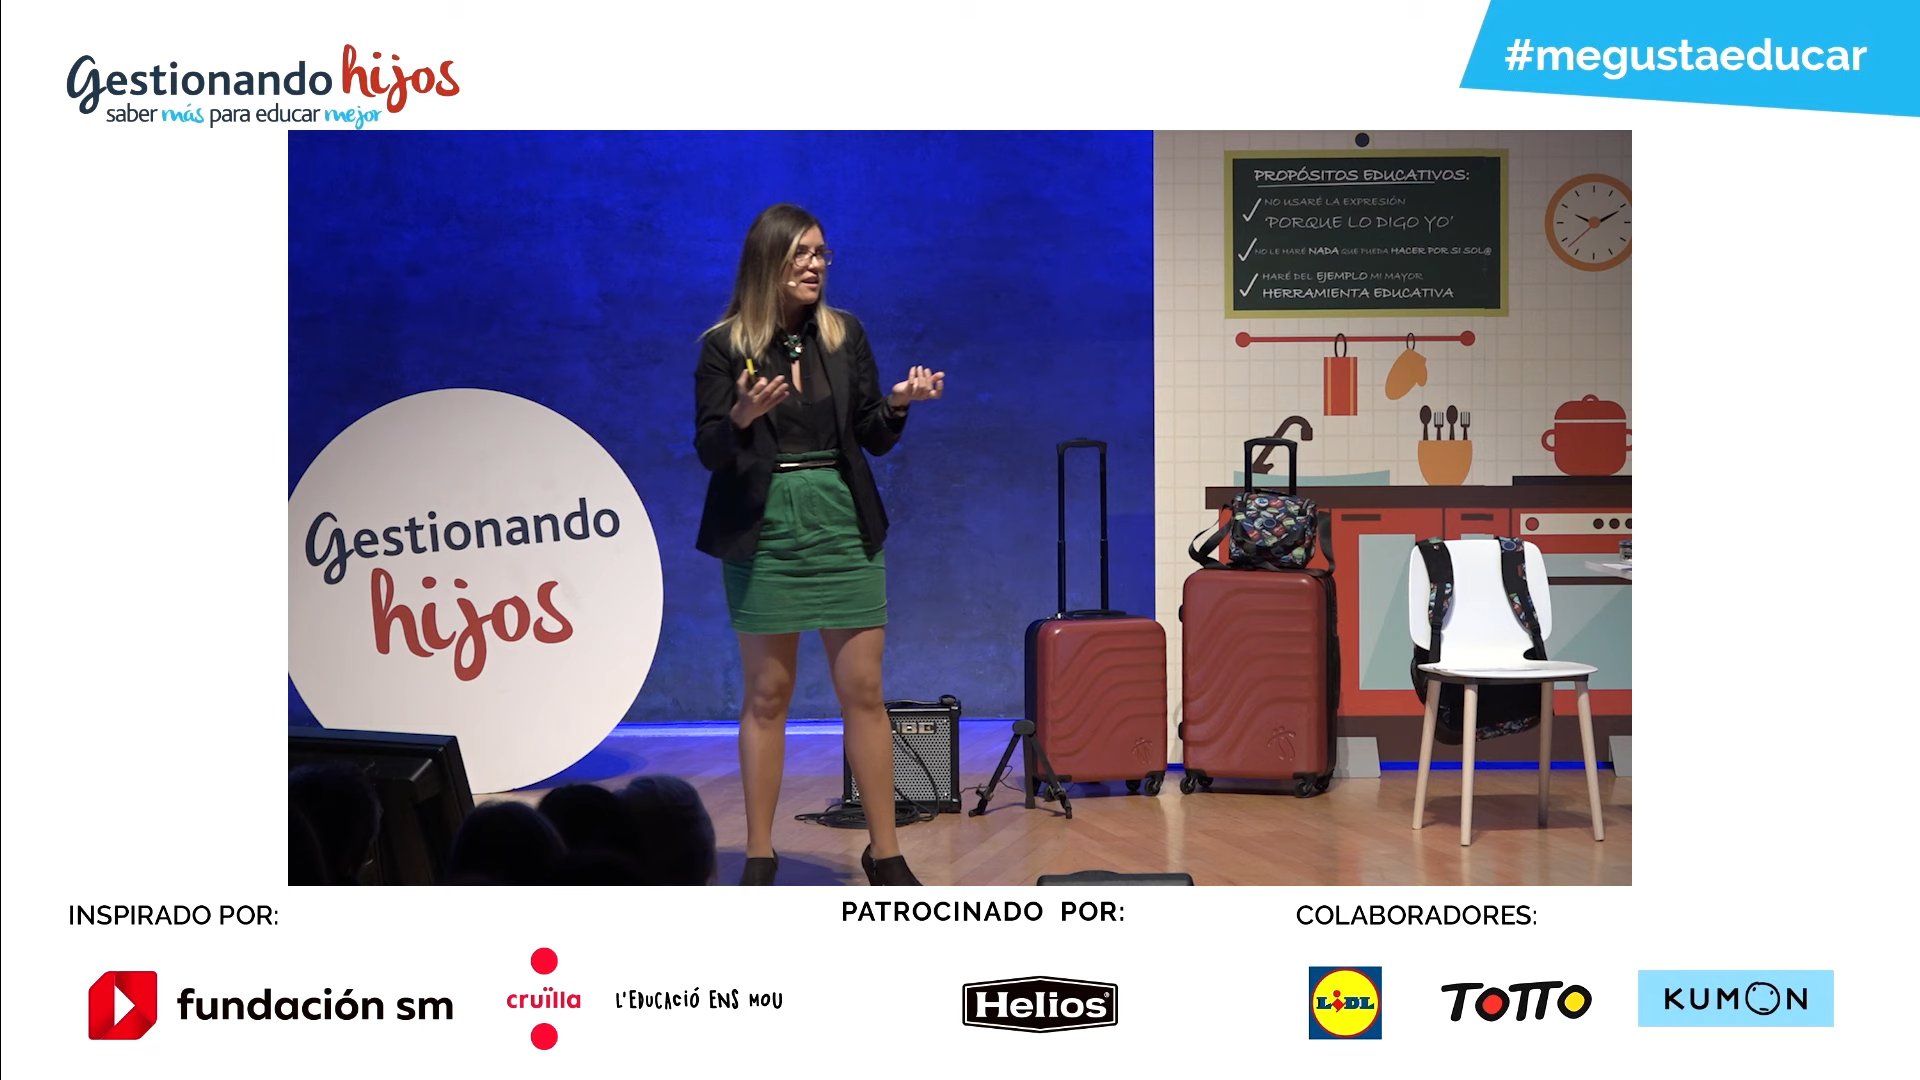 Gestionando hijos
saber más para educar mejor
#megustaeducar
PROPÓSITOS EDUCATIVOS:
NO USARÉ LA EXPRESIÓN
'PORQUE LO DIGO YO'
NO LE HARÉ NADA QUE PUEDA HACER POR SI SOL@
HARÉ DEL EJEMPLO MI MAYOR
HERRAMIENTA EDUCATIVA
Gestionando
hijos
INSPIRADO POR:
PATROCINADO POR:
COLABORADORES:
fundación sm
cruïlla
L'EDUCACIÓ ENS MOU
Helios
LIDL
TOTTO
KUMON